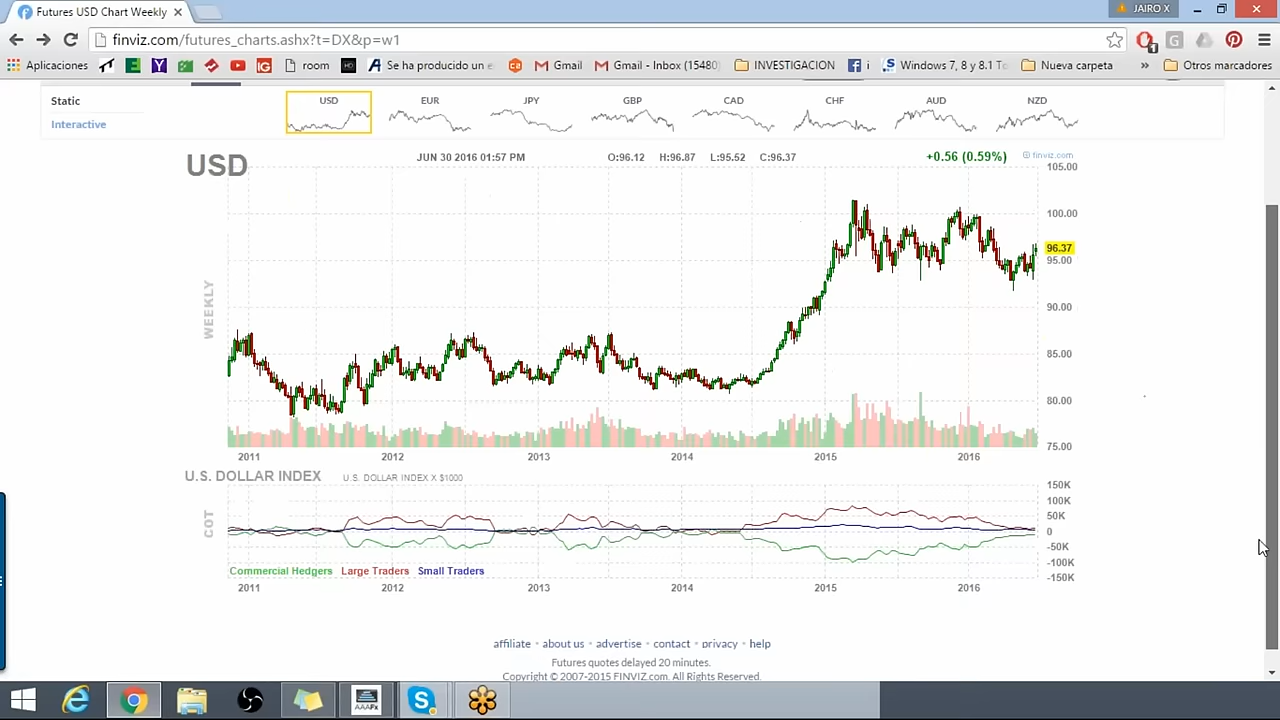 Futures USD Chart Weekly
JAIRO X
finviz.com/futures_charts.ashx?t=DX&p=w1
Aplicaciones
room
Se ha producido un e
Gmail
Gmail - Inbox (1548
INVESTIGACION
i
Windows 7, 8 y 8.1 To
Nueva carpeta
»
Otros marcadores
Static
Interactive
USD
EUR
JPY
GBP
CAD
CHF
AUD
NZD
USD
JUN 30 2016 01:57 PM
O:96.12 H:96.87 L:95.52 C:96.37
+0.56 (0.59%)
finviz.com
105.00
100.00
96.37
95.00
90.00
85.00
80.00
75.00
WEEKLY
2011 2012 2013 2014 2015 2016
U.S. DOLLAR INDEX
U.S. DOLLAR INDEX X $1000
150K
100K
50K
0
-50K
-100K
-150K
COT
Commercial Hedgers Large Traders Small Traders
2011 2012 2013 2014 2015 2016
affiliate • about us • advertise • contact • privacy • help
Futures quotes delayed 20 minutes.
Copyright © 2007-2015 FINVIZ.com. All Rights Reserved.
AAAFx